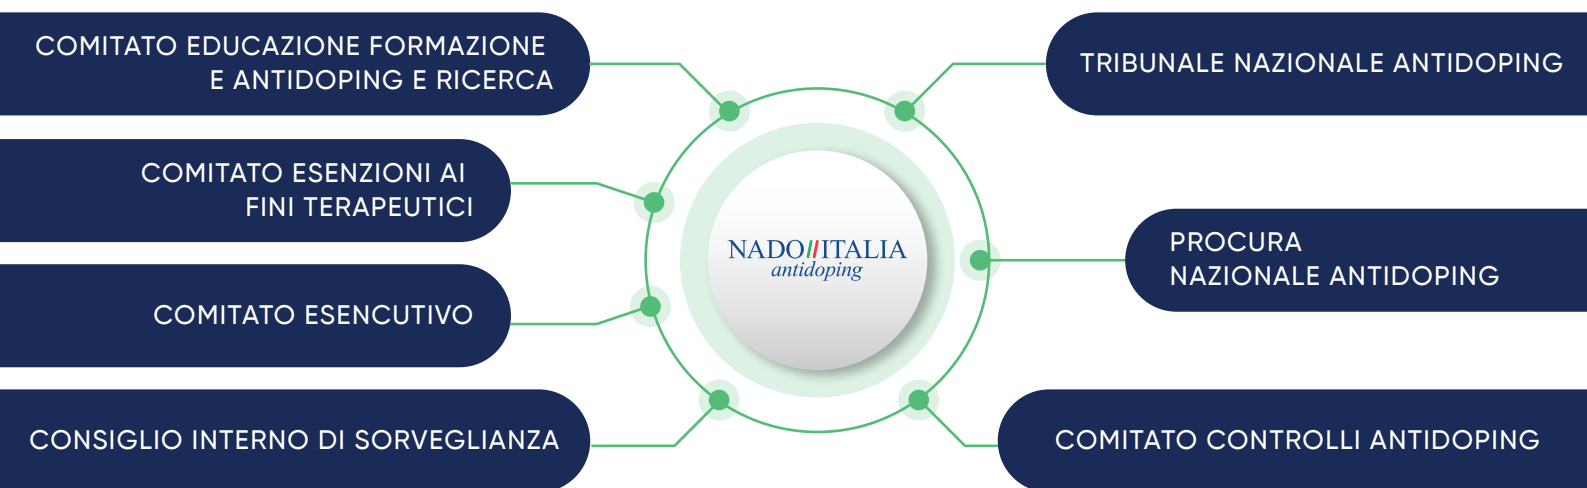 COMITATO EDUCAZIONE FORMAZIONE
E ANTIDOPING E RICERCA
COMITATO ESENZIONI AI
FINI TERAPEUTICI
COMITATO ESENCUTIVO
CONSIGLIO INTERNO DI SORVEGLIANZA
NADO//ITALIA
antidoping
TRIBUNALE NAZIONALE ANTIDOPING
PROCURA
NAZIONALE ANTIDOPING
COMITATO CONTROLLI ANTIDOPING